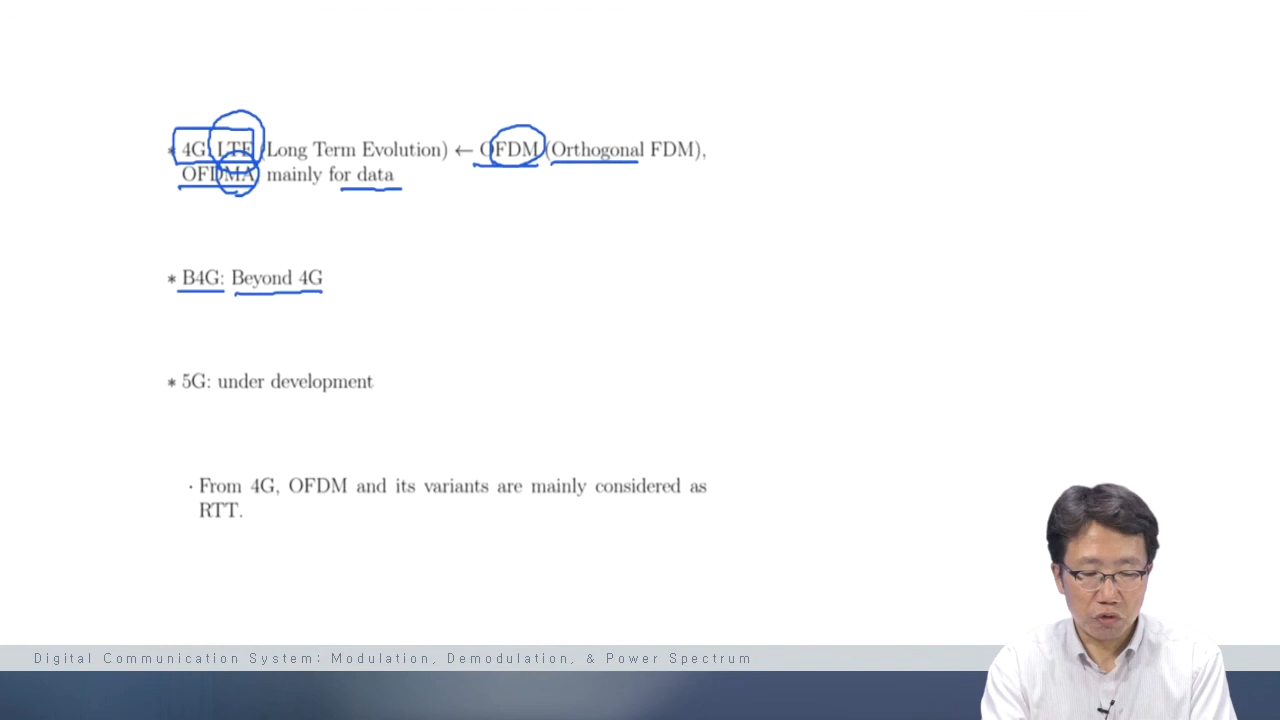 * 4G: LTE (Long Term Evolution) ← OFDM (Orthogonal FDM),
OFDMA, mainly for data
* B4G: Beyond 4G
* 5G: under development
· From 4G, OFDM and its variants are mainly considered as
RTT.
Digital Communication System: Modulation, Demodulation, & Power Spectrum